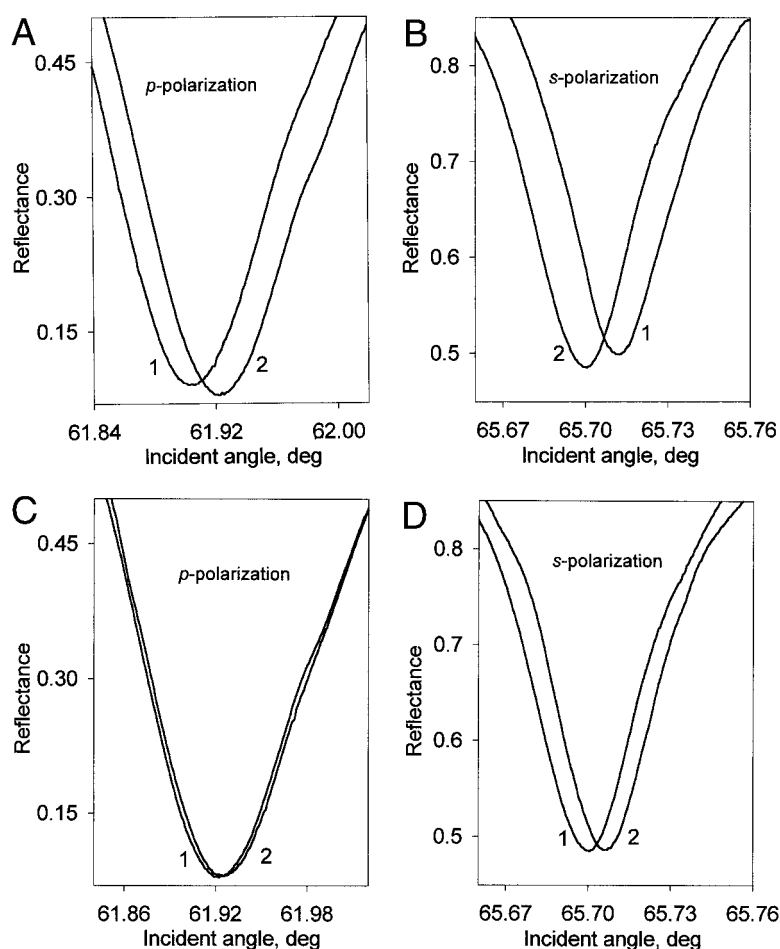 A
p-polarization
0.45
0.30
0.15
Reflectance
1
2
61.84
61.92
62.00
Incident angle, deg
B
s-polarization
0.8
0.7
0.6
0.5
Reflectance
2
1
65.67
65.70
65.73
65.76
Incident angle, deg
C
p-polarization
0.45
0.30
0.15
Reflectance
1
2
61.86
61.92
61.98
Incident angle, deg
D
s-polarization
0.8
0.7
0.6
0.5
Reflectance
1
2
65.67
65.70
65.73
65.76
Incident angle, deg